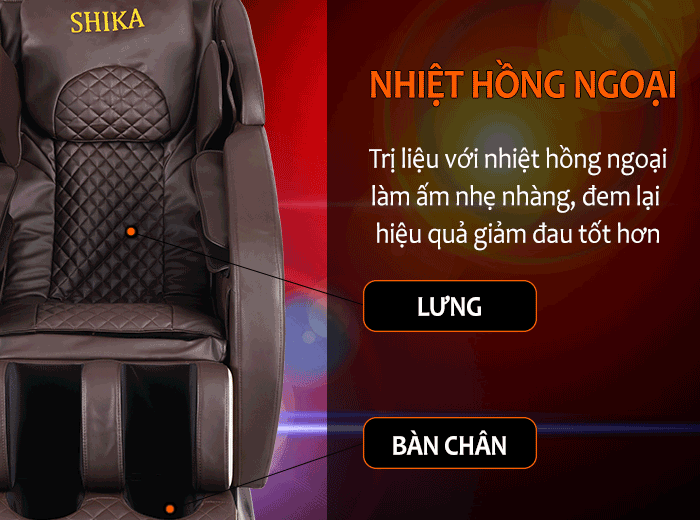 SHIKA
NHIỆT HỒNG NGOẠI
Trị liệu với nhiệt hồng ngoại
làm ấm nhẹ nhàng, đem lại
hiệu quả giảm đau tốt hơn
LƯNG
BÀN CHÂN